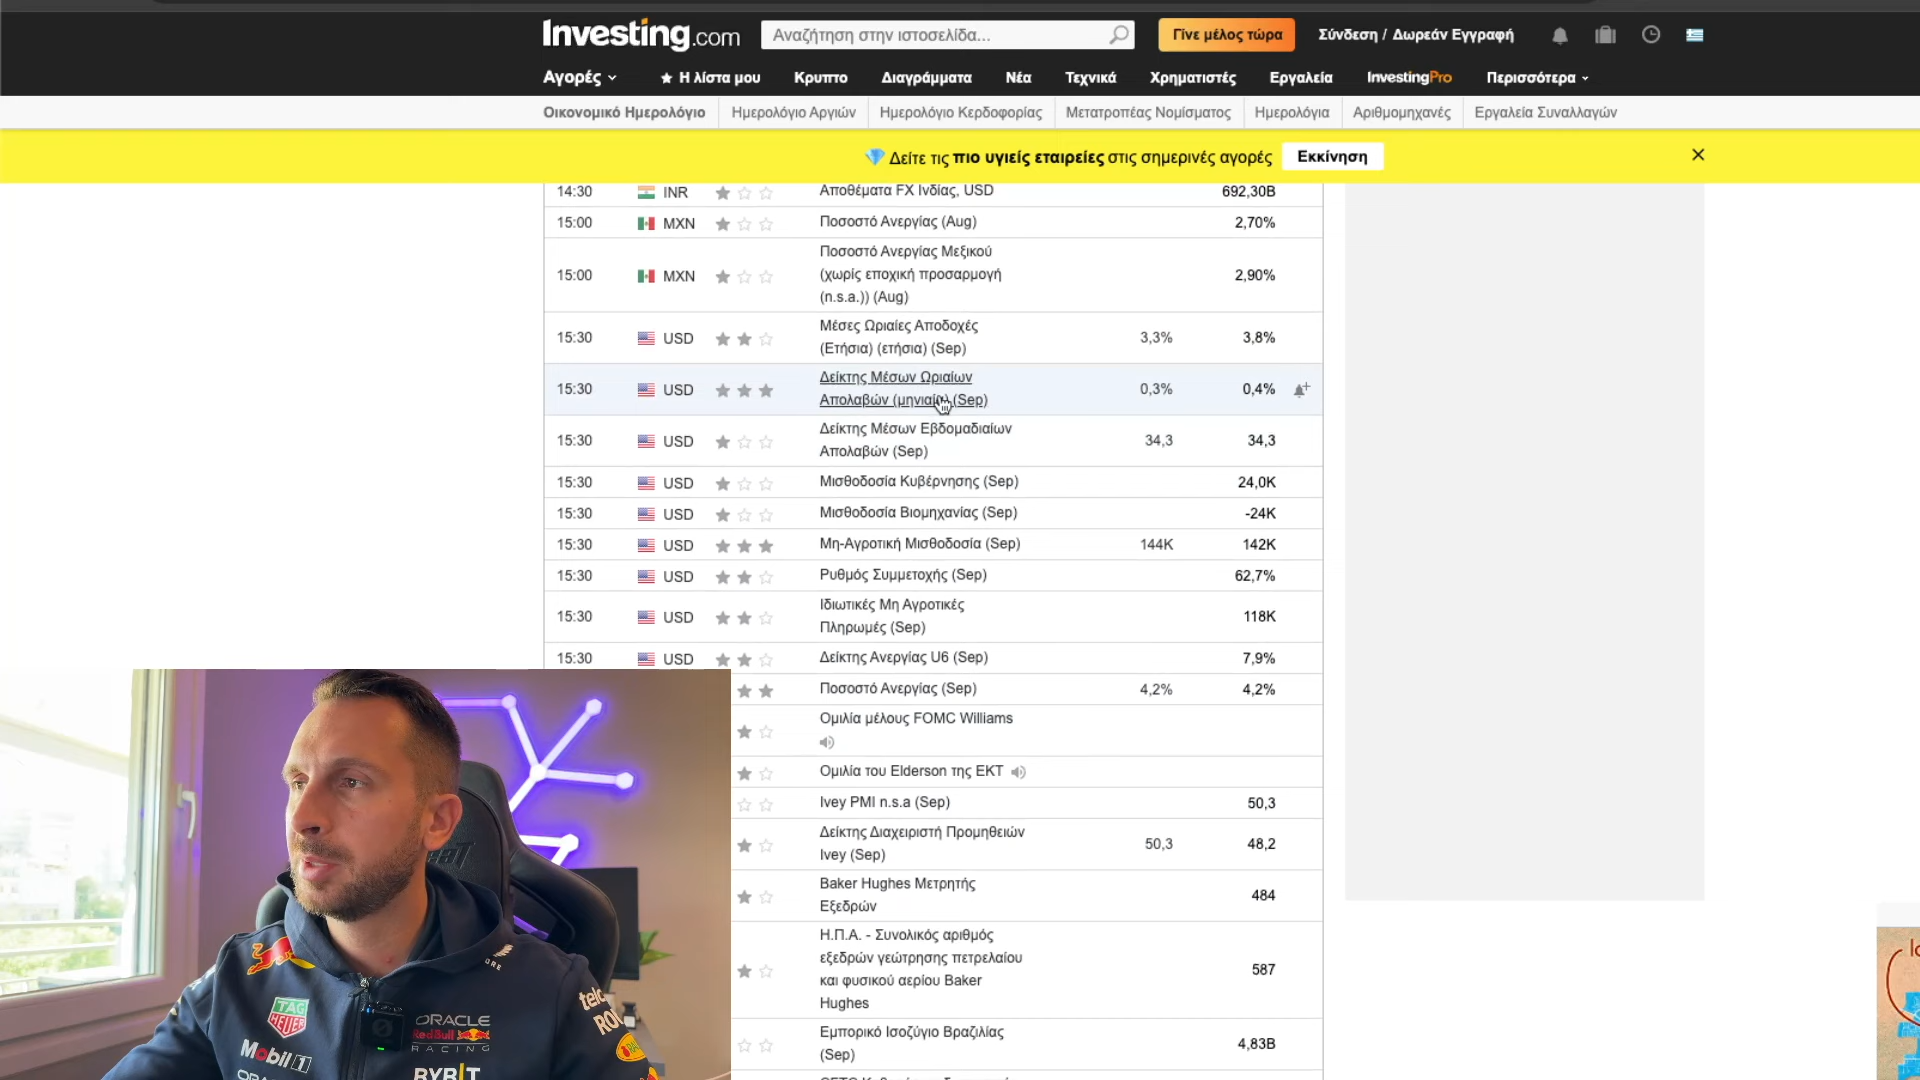 Investing.com
Αναζήτηση στην ιστοσελίδα...
Γίνε μέλος τώρα
Σύνδεση / Δωρεάν Εγγραφή
Αγορές
Η λίστα μου
Κρυπτο
Διαγράμματα
Νέα
Τεχνικά
Χρηματιστές
Εργαλεία
InvestingPro
Περισσότερα
Οικονομικό Ημερολόγιο
Ημερολόγιο Αργιών
Ημερολόγιο Κερδοφορίας
Μετατροπέας Νομίσματος
Ημερολόγια
Αριθμομηχανές
Εργαλεία Συναλλαγών
Δείτε τις πιο υγιείς εταιρείες στις σημερινές αγορές
Εκκίνηση
14:30 INR Αποθέματα FX Ινδίας, USD 692,30B
15:00 MXN Ποσοστό Ανεργίας (Aug) 2,70%
Ποσοστό Ανεργίας Μεξικού
15:00 MXN (χωρίς εποχική προσαρμογή 2,90%
(n.s.a.)) (Aug)
Μέσες Ωριαίες Αποδοχές
15:30 USD 3,3% 3,8%
(Ετήσια) (ετήσια) (Sep)
Δείκτης Μέσων Ωριαίων
15:30 USD 0,3% 0,4%
Απολαβών (Sep)
Δείκτης Μέσων Εβδομαδιαίων
15:30 USD 34,3 34,3
Απολαβών (Sep)
15:30 USD Μισθοδοσία Κυβέρνησης (Sep) 24,0K
15:30 USD Μισθοδοσία Βιομηχανίας (Sep) -24K
15:30 USD Μη-Αγροτική Μισθοδοσία (Sep) 144K 142K
15:30 USD Ρυθμός Συμμετοχής (Sep) 62,7%
Ιδιωτικές Μη Αγροτικές
15:30 USD 118K
Πληρωμές (Sep)
15:30 USD Δείκτης Ανεργίας U6 (Sep) 7,9%
Ποσοστό Ανεργίας (Sep) 4,2% 4,2%
Ομιλία μέλους FOMC Williams
Ομιλία του Elderson της ΕΚΤ
Ivey PMI n.s.a (Sep) 50,3
Δείκτης Διαχειριστή Προμηθειών
50,3 48,2
Ivey (Sep)
Baker Hughes Μετρητής
484
Εξεδρών
Η.Π.Α. - Συνολικός αριθμός
εξεδρών γεώτρησης πετρελαίου
587
και φυσικού αερίου Baker
Hughes
Εμπορικό Ισοζύγιο Βραζιλίας
4,83B
(Sep)
TAG
HEUER
Mobil 1
ORACLE
Red Bull
RACING
BYBIT